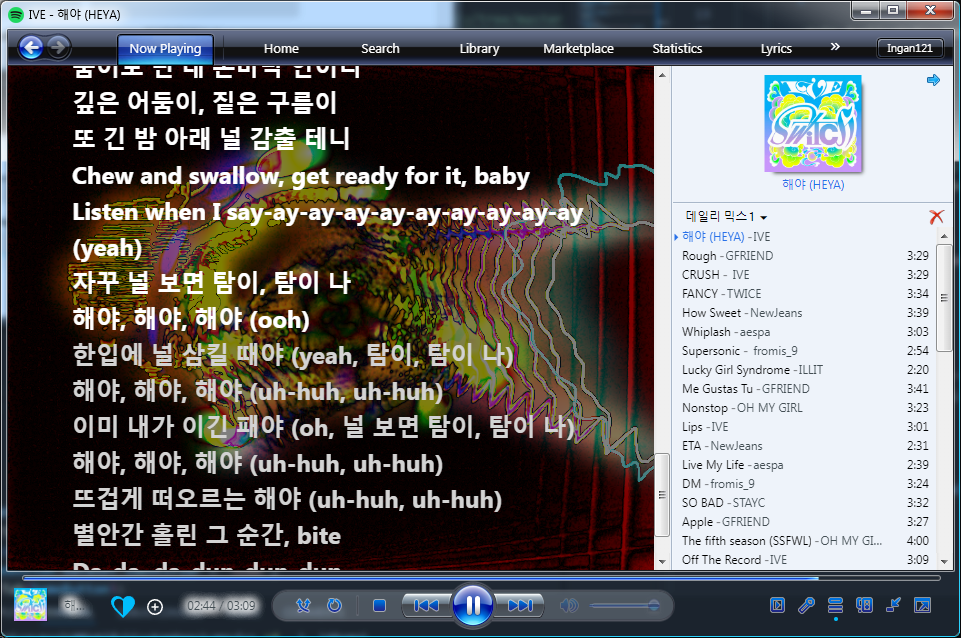 IVE - 해야 (HEYA)
Now Playing
Home
Search
Library
Marketplace
Statistics
Lyrics
»
Ingan121
깊은 어둠이, 짙은 구름이
또 긴 밤 아래 널 감출 테니
Chew and swallow, get ready for it, baby
Listen when I say-ay-ay-ay-ay-ay-ay-ay-ay-ay
(yeah)
자꾸 널 보면 탐이, 탐이 나
해야, 해야, 해야 (ooh)
한입에 널 삼킬 때야 (yeah, 탐이, 탐이 나)
해야, 해야, 해야 (uh-huh, uh-huh)
이미 내가 이긴 패야 (oh, 널 보면 탐이, 탐이 나)
해야, 해야, 해야 (uh-huh, uh-huh)
뜨겁게 떠오르는 해야 (uh-huh, uh-huh)
별안간 홀린 그 순간, bite
Da-da, da-dun-dun-dun
해야 (HEYA)
데일리 믹스 1
해야 (HEYA) - IVE
Rough - GFRIEND 3:29
CRUSH - IVE 3:29
FANCY - TWICE 3:34
How Sweet - NewJeans 3:39
Whiplash - aespa 3:03
Supersonic - fromis_9 2:54
Lucky Girl Syndrome - ILLIT 2:20
Me Gustas Tu - GFRIEND 3:41
Nonstop - OH MY GIRL 3:23
Lips - IVE 3:01
ETA - NewJeans 2:31
Live My Life - aespa 2:39
DM - fromis_9 3:24
SO BAD - STAYC 3:32
Apple - GFRIEND 3:27
The fifth season (SSFWL) - OH MY GI... 4:00
Off The Record - IVE 3:09
해...
02:44 / 03:09